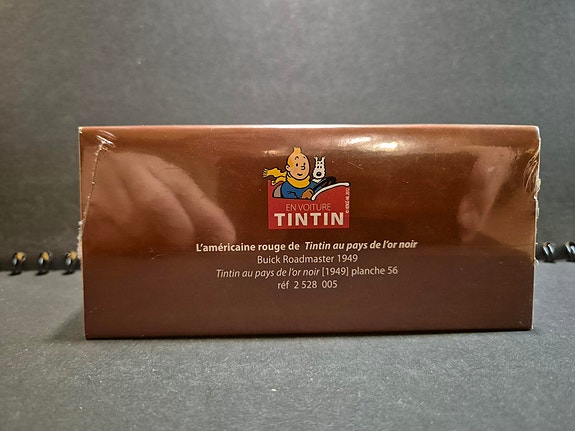 EN VOITURE
TINTIN
L'américaine rouge de Tintin au pays de l'or noir
Buick Roadmaster 1949
Tintin au pays de l'or noir [1949] planche 56
réf 2 528 005